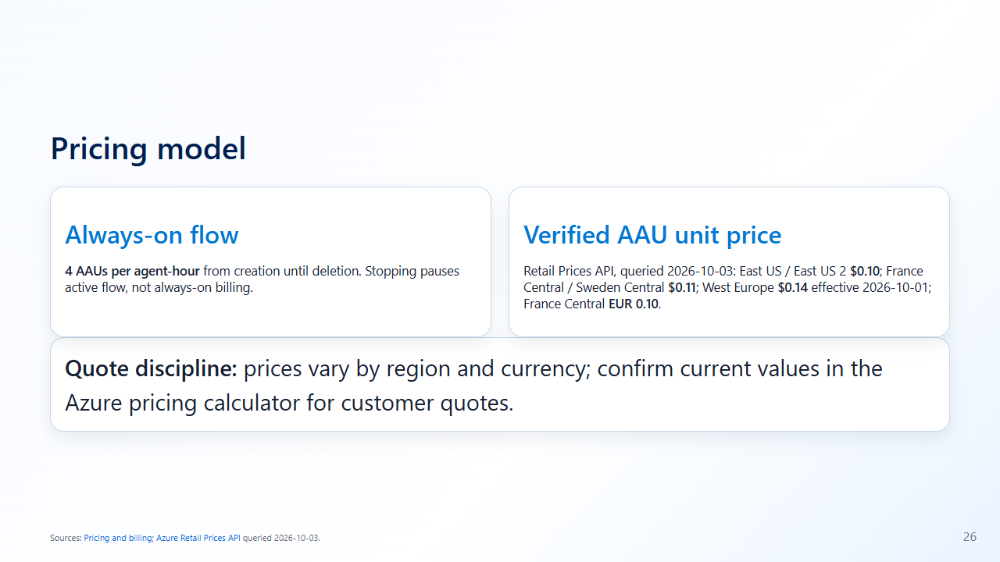 Pricing model
Always-on flow
4 AAUs per agent-hour from creation until deletion. Stopping pauses
active flow, not always-on billing.
Verified AAU unit price
Retail Prices API, queried 2026-10-03: East US / East US 2 $0.10; France
Central / Sweden Central $0.11; West Europe $0.14 effective 2026-10-01;
France Central EUR 0.10.
Quote discipline: prices vary by region and currency; confirm current values in the
Azure pricing calculator for customer quotes.
Sources: Pricing and billing; Azure Retail Prices API queried 2026-10-03.
26